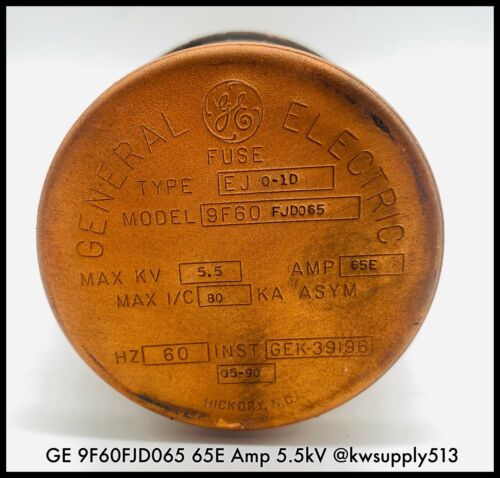 GENERAL ELECTRIC
GE
FUSE
TYPE EJ O-1D
MODEL 9F60 FJD065
MAX KV 5.5 AMP 65E
MAX I/C 80 KA ASYM
HZ 60 INST GEK-39196
05-90
HICKORY, N.C.
GE 9F60FJD065 65E Amp 5.5kV @kwsupply513